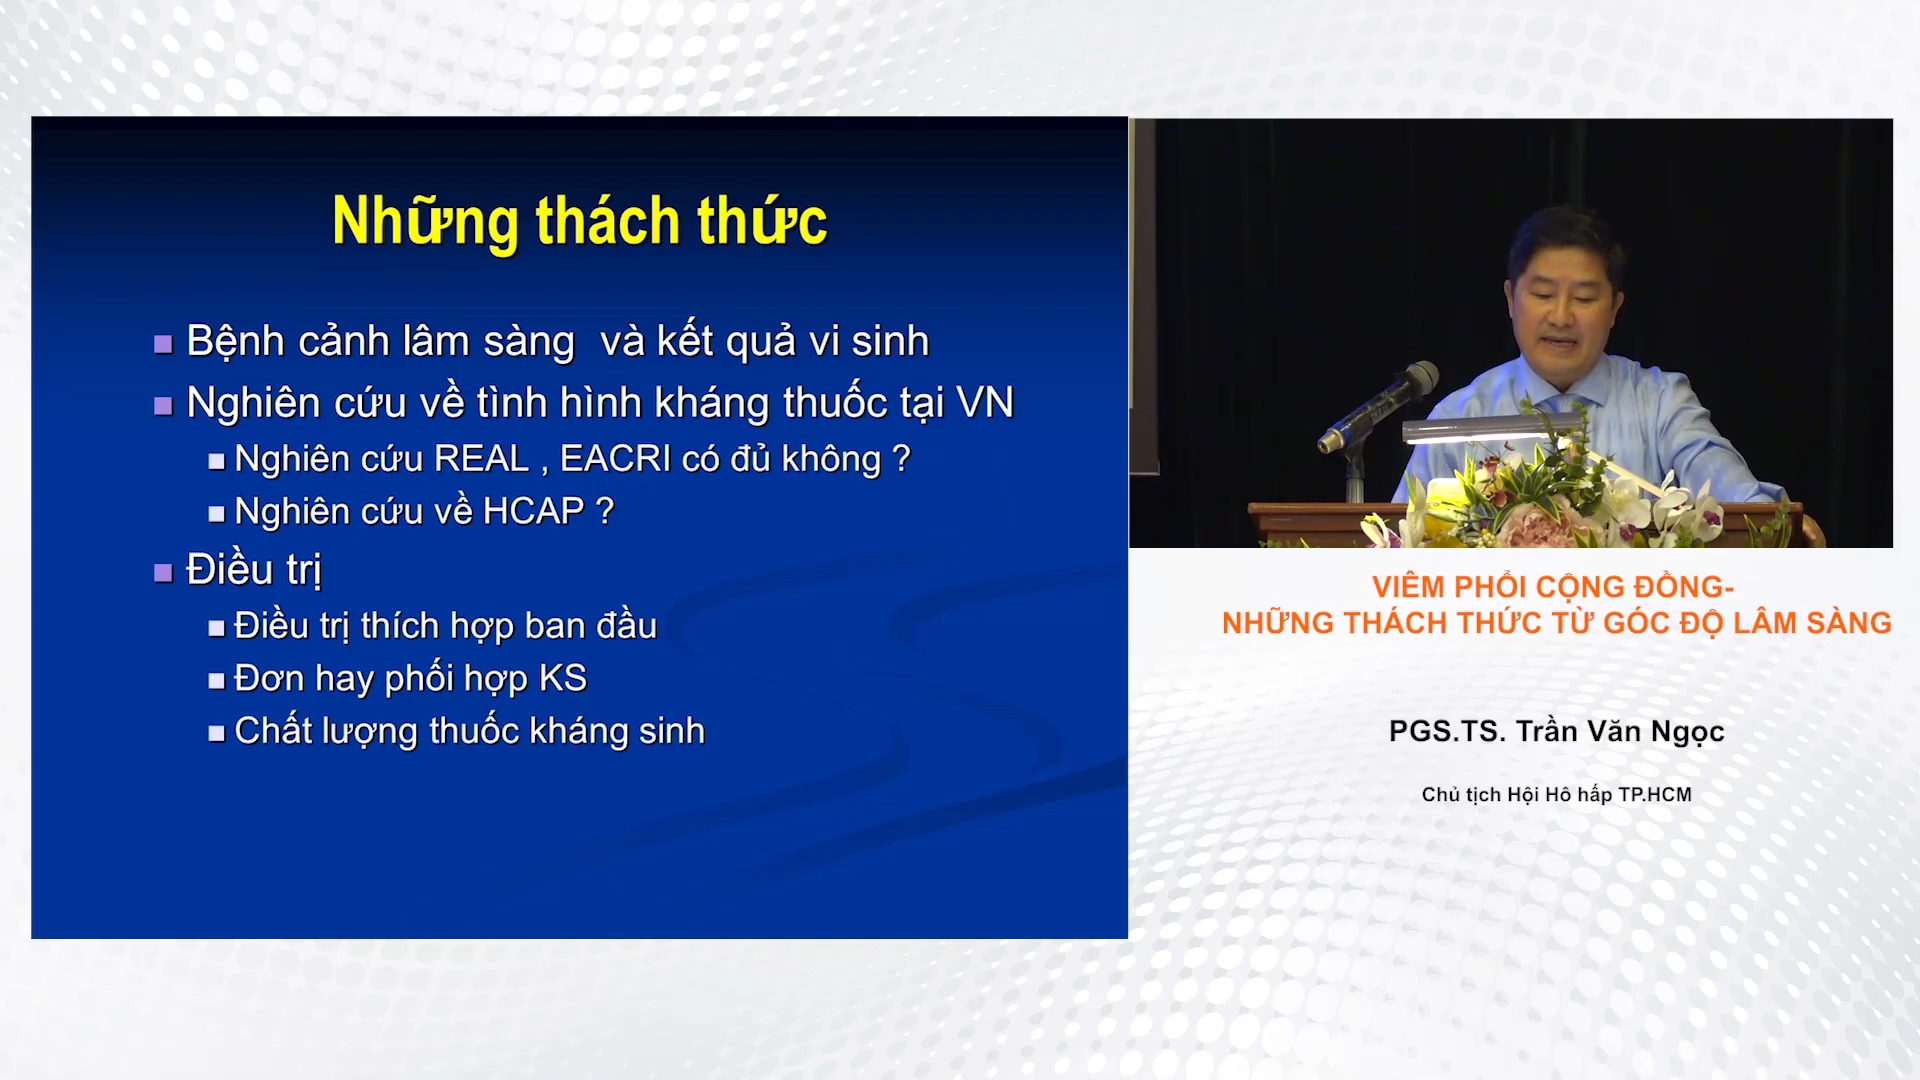 Những thách thức
Bệnh cảnh lâm sàng và kết quả vi sinh
Nghiên cứu về tình hình kháng thuốc tại VN
Nghiên cứu REAL , EACRI có đủ không ?
Nghiên cứu về HCAP ?
Điều trị
Điều trị thích hợp ban đầu
Đơn hay phối hợp KS
Chất lượng thuốc kháng sinh
VIÊM PHỔI CỘNG ĐỒNG-
NHỮNG THÁCH THỨC TỪ GÓC ĐỘ LÂM SÀNG
PGS.TS. Trần Văn Ngọc
Chủ tịch Hội Hô hấp TP.HCM